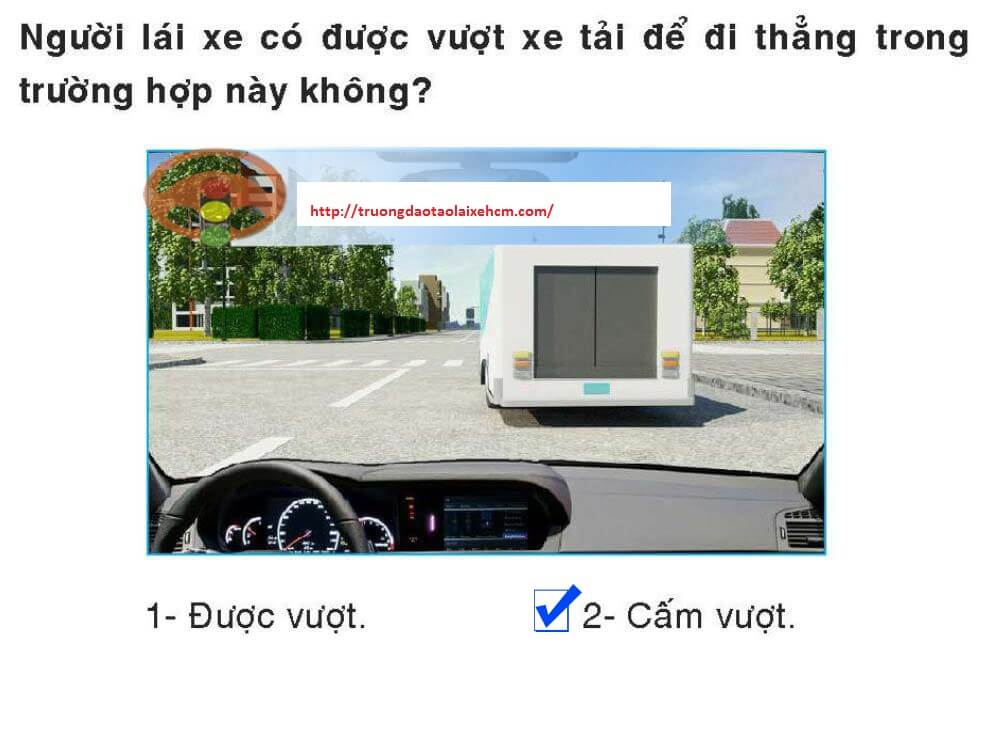 Người lái xe có được vượt xe tải để đi thẳng trong
trường hợp này không?
http://truongdaotaolaixehcm.com/
1- Được vượt.
2- Cấm vượt.